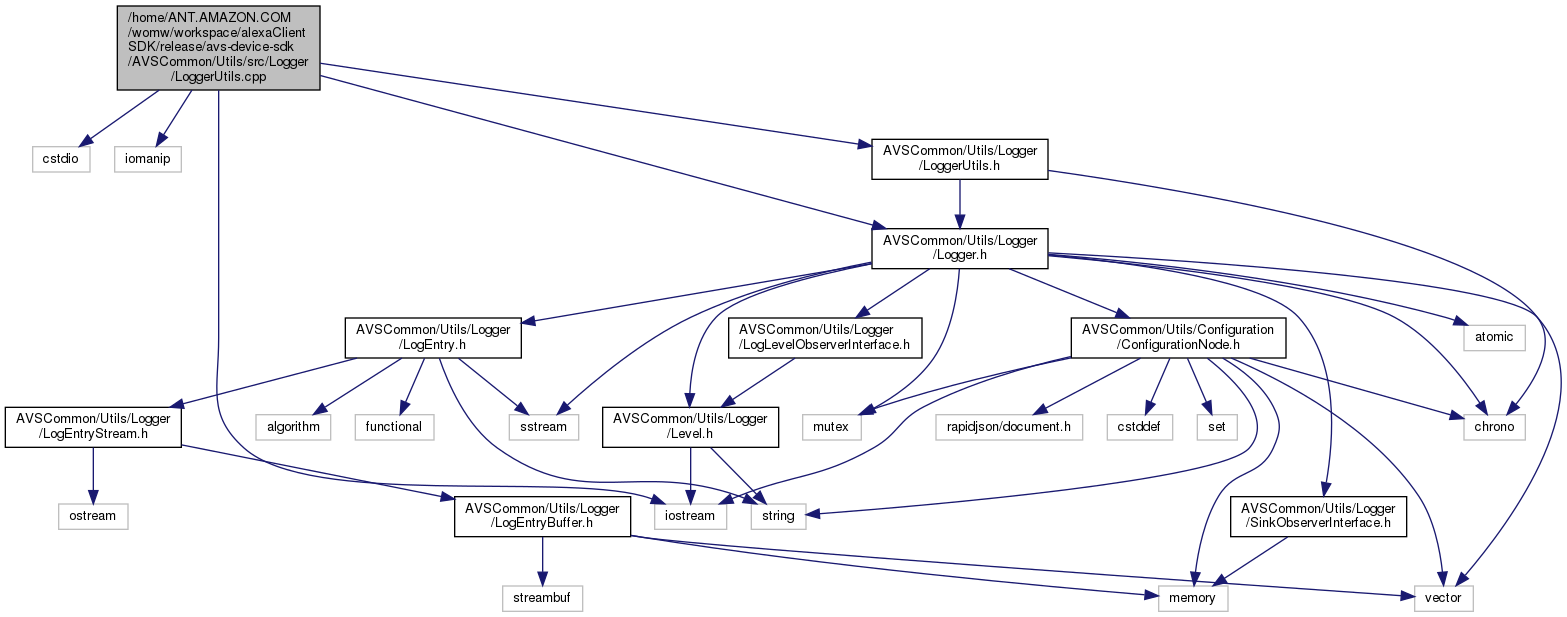 /home/ANT.AMAZON.COM
/womw/workspace/alexaClient
SDK/release/avs-device-sdk
/AVSCommon/Utils/src/Logger
/LoggerUtils.cpp
cstdio
iomanip
AVSCommon/Utils/Logger
/LoggerUtils.h
AVSCommon/Utils/Logger
/Logger.h
AVSCommon/Utils/Logger
/LogEntry.h
AVSCommon/Utils/Logger
/LogLevelObserverInterface.h
AVSCommon/Utils/Configuration
/ConfigurationNode.h
atomic
AVSCommon/Utils/Logger
/LogEntryStream.h
algorithm
functional
sstream
AVSCommon/Utils/Logger
/Level.h
mutex
rapidjson/document.h
cstddef
set
chrono
ostream
AVSCommon/Utils/Logger
/LogEntryBuffer.h
iostream
string
AVSCommon/Utils/Logger
/SinkObserverInterface.h
streambuf
memory
vector